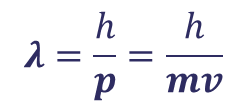 λ = h/p = h/mv